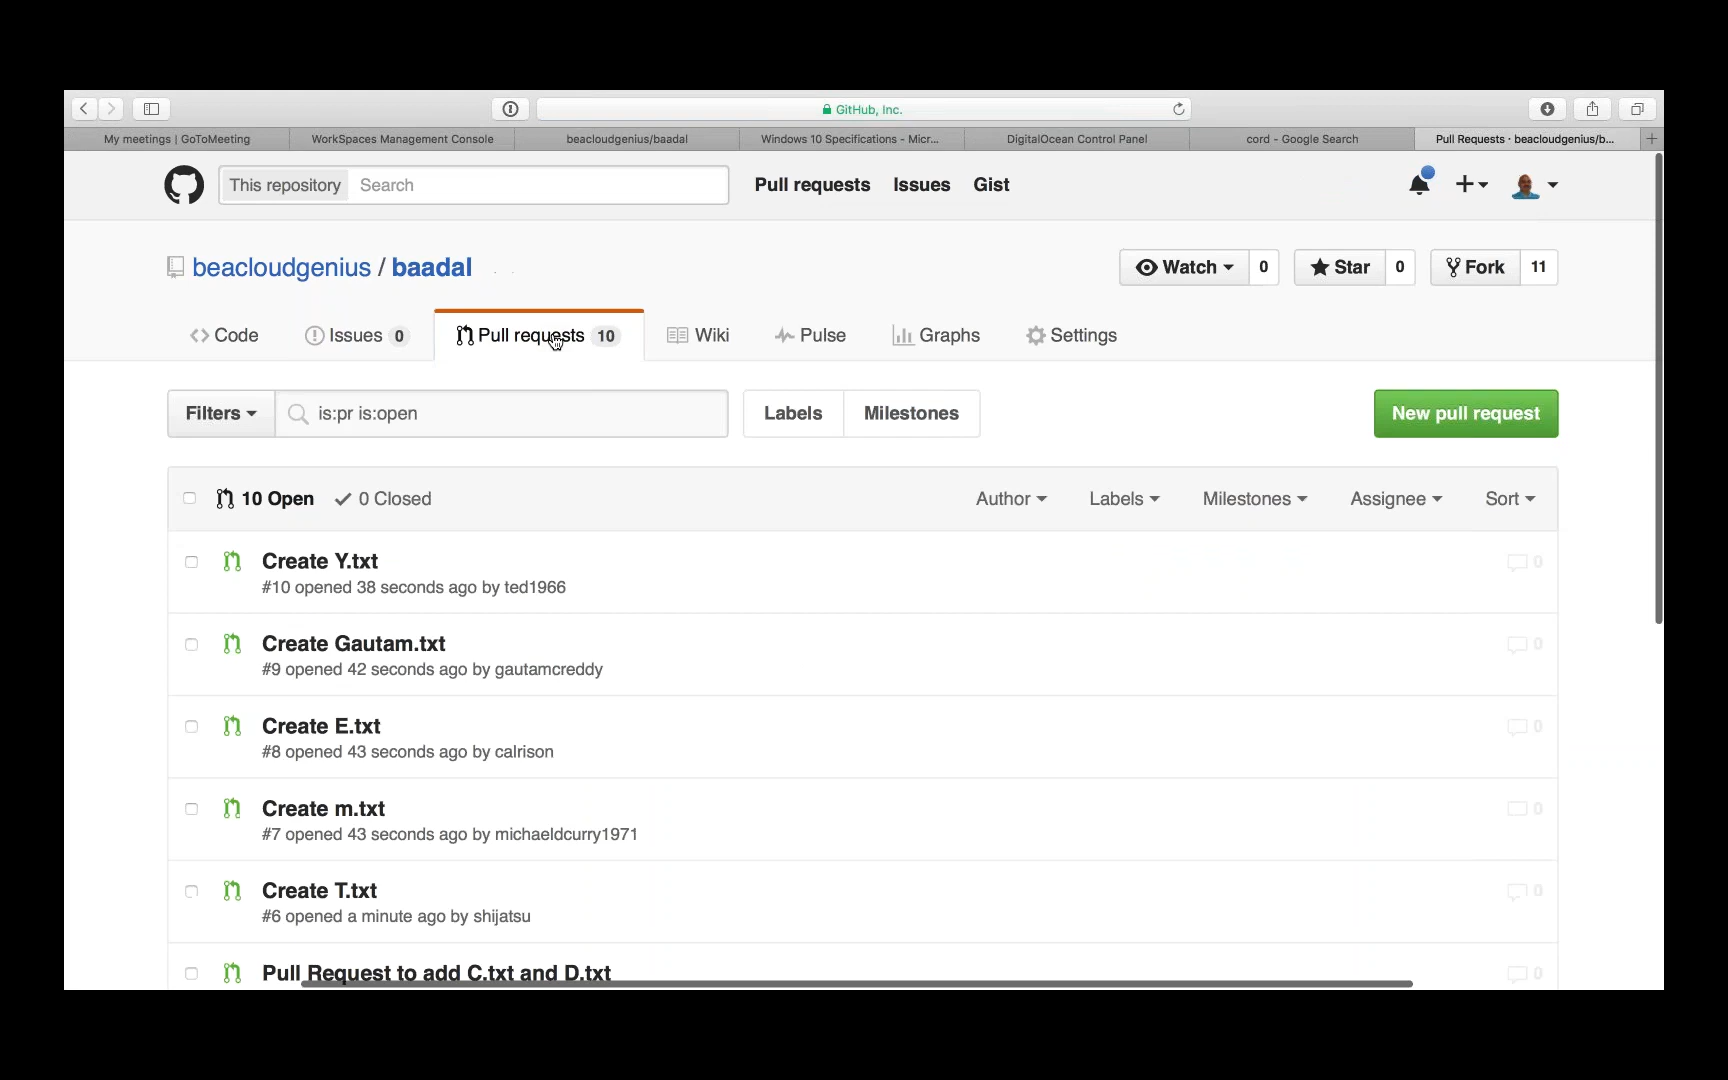 GitHub, Inc.
My meetings | GoToMeeting
WorkSpaces Management Console
beacloudgenius/baadal
Windows 10 Specifications - Micr...
DigitalOcean Control Panel
cord - Google Search
Pull Requests · beacloudgenius/b...
This repository
Search
Pull requests
Issues
Gist
beacloudgenius / baadal
Watch 0
Star 0
Fork 11
Code
Issues 0
Pull requests 10
Wiki
Pulse
Graphs
Settings
Filters
is:pr is:open
Labels
Milestones
New pull request
10 Open
0 Closed
Author
Labels
Milestones
Assignee
Sort
Create Y.txt
0
#10 opened 38 seconds ago by ted1966
Create Gautam.txt
0
#9 opened 42 seconds ago by gautamcreddy
Create E.txt
0
#8 opened 43 seconds ago by calrison
Create m.txt
0
#7 opened 43 seconds ago by michaeldcurry1971
Create T.txt
0
#6 opened a minute ago by shijatsu
Pull Request to add C.txt and D.txt
0